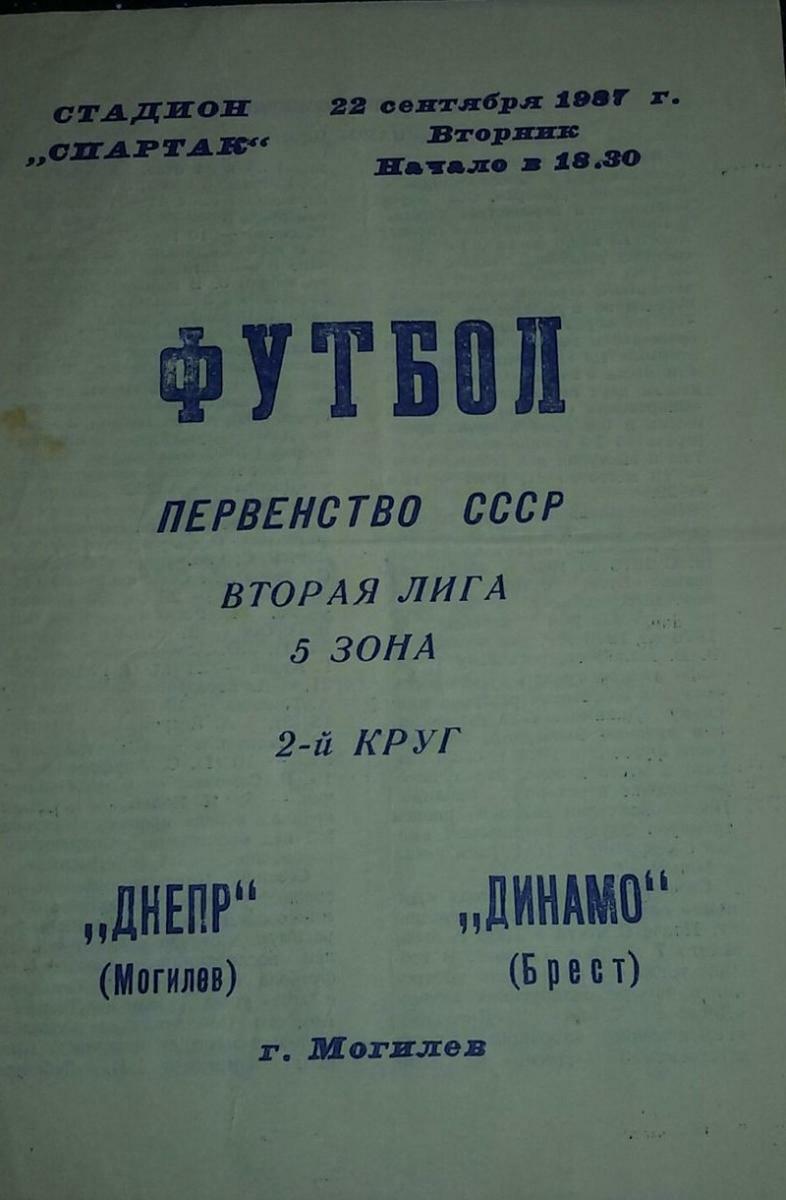 СТАДИОН
„СПАРТАК“
22 сентября 1987 г.
Вторник
Начало в 18.30
ФУТБОЛ
ПЕРВЕНСТВО СССР
ВТОРАЯ ЛИГА
5 ЗОНА
2-й КРУГ
„ДНЕПР“
(Могилев)
„ДИНАМО“
(Брест)
г. Могилев